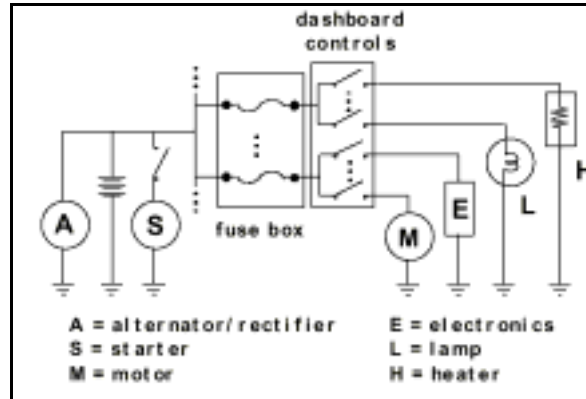 dashboard
controls
A
S
fuse box
M
E
L
H
A = alternator/rectifier
S = starter
M = motor
E = electronics
L = lamp
H = heater